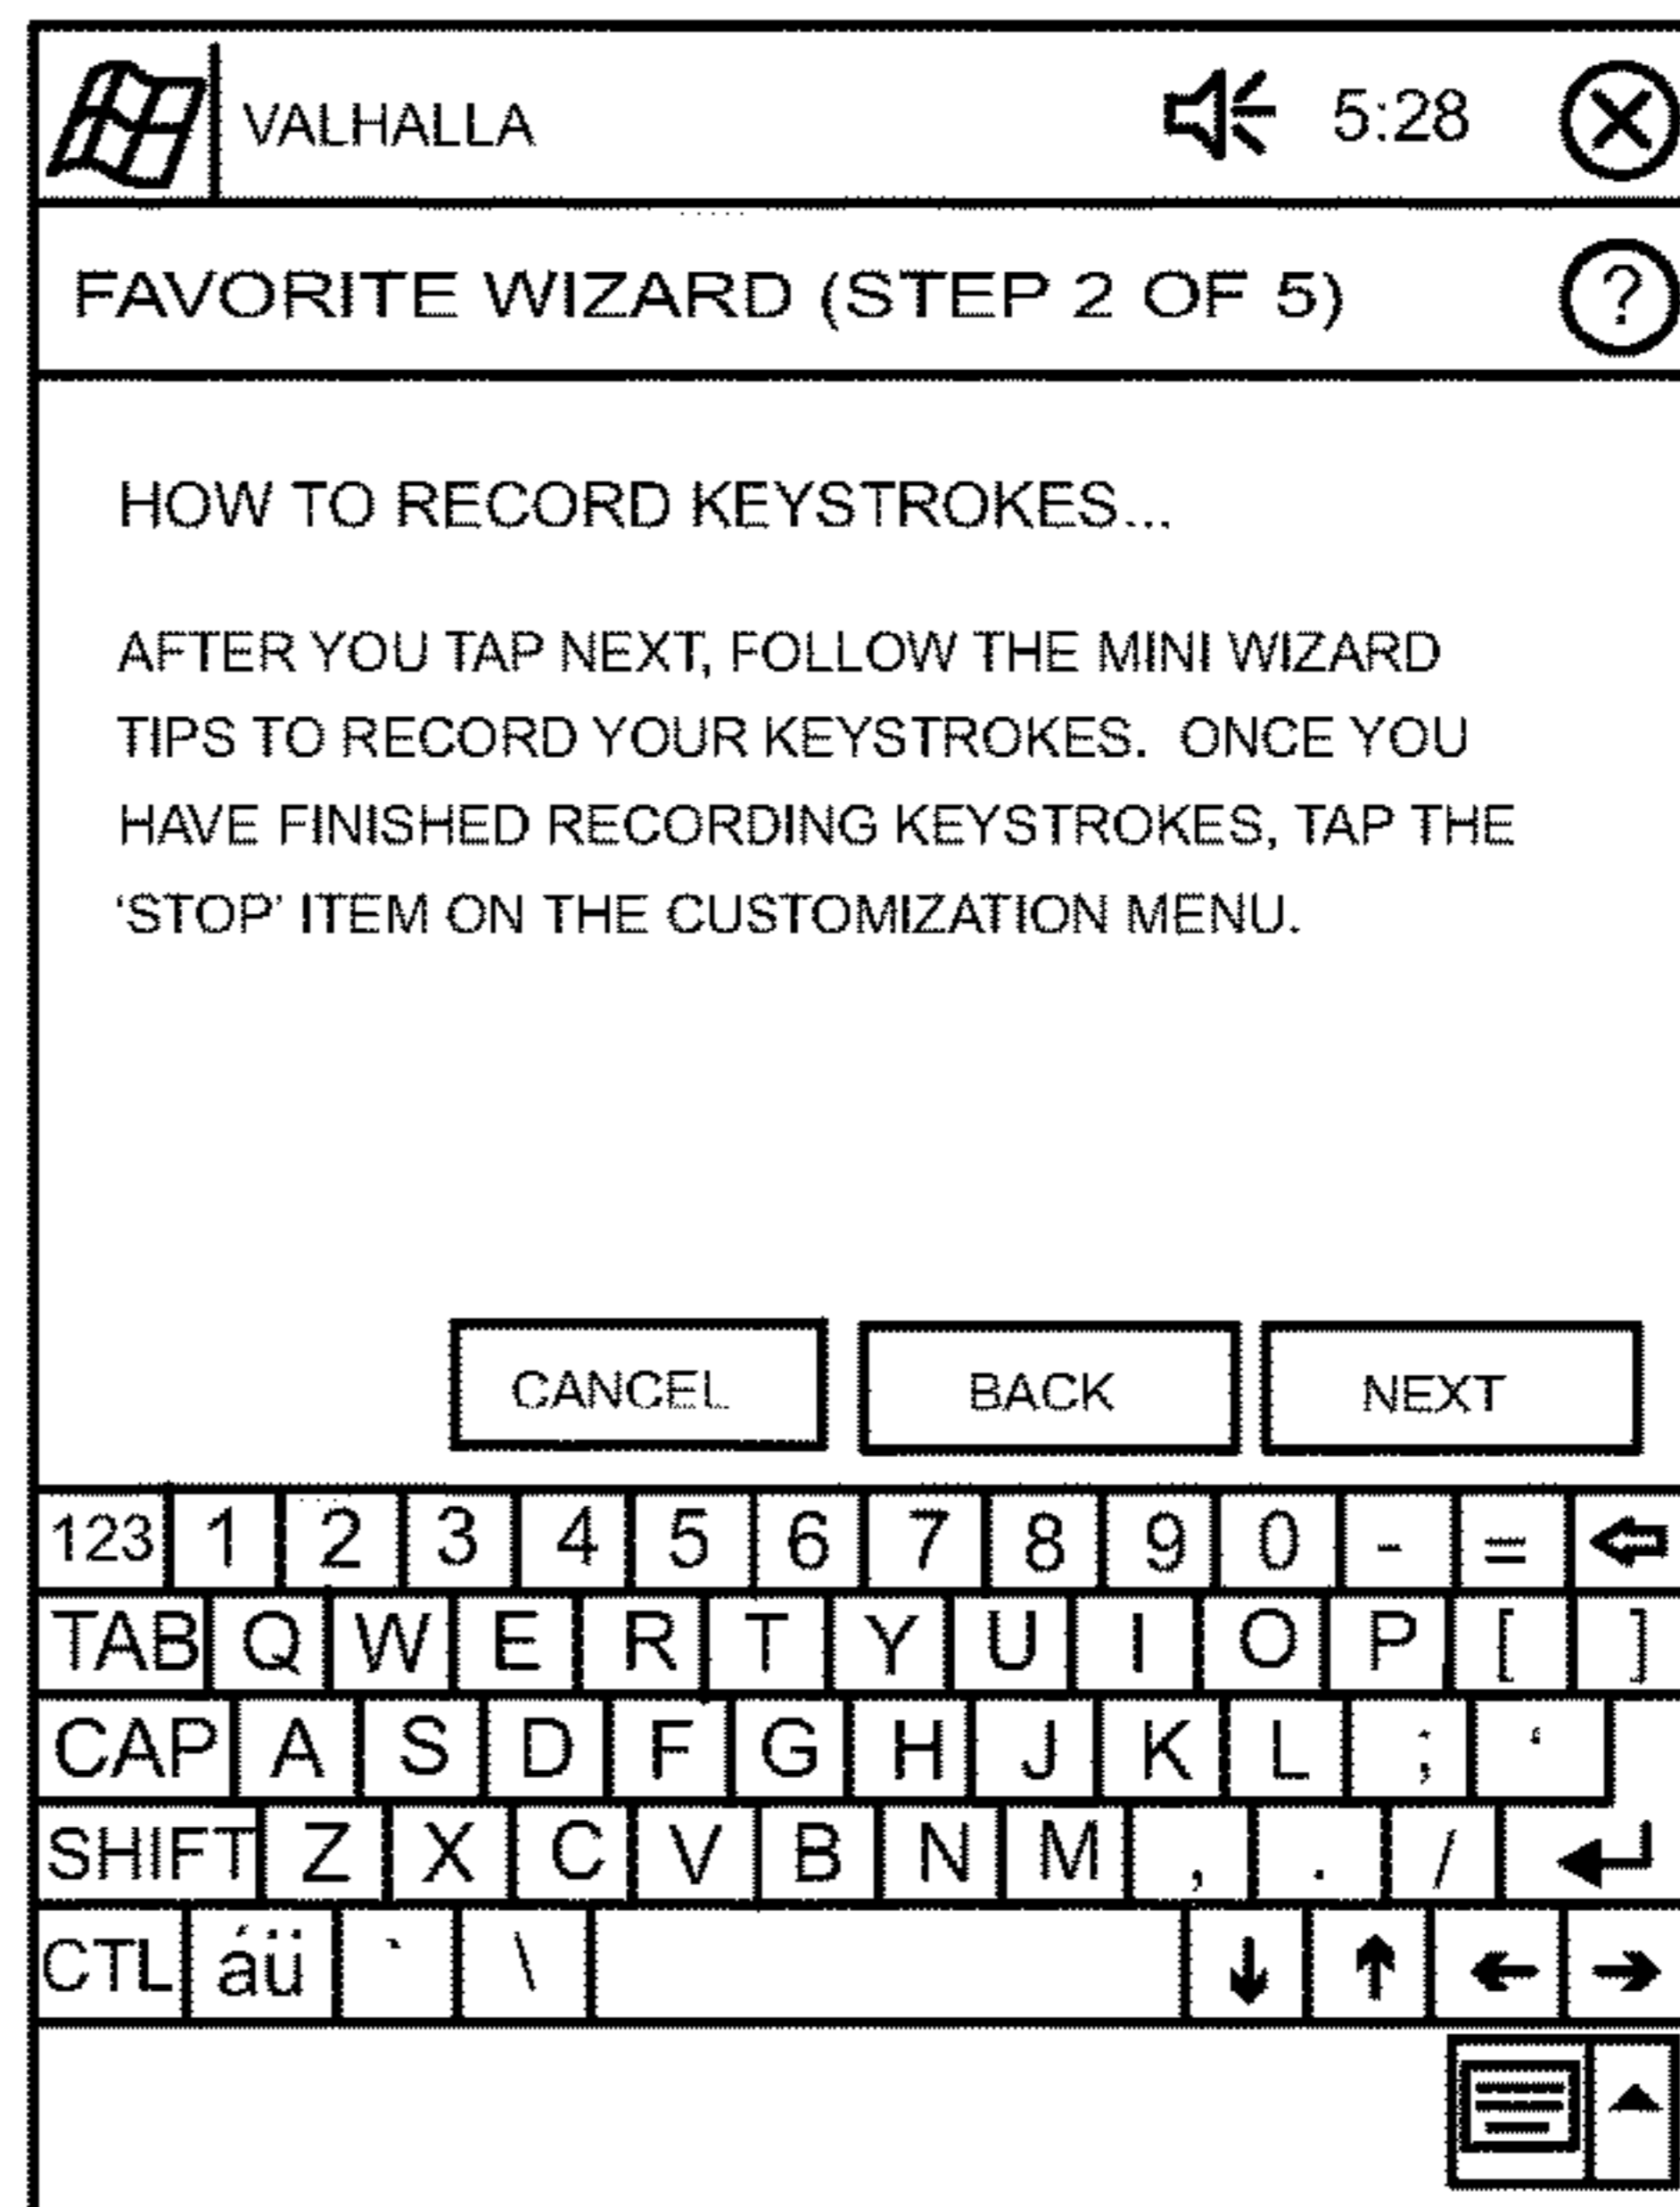 VALHALLA 5:28
FAVORITE WIZARD (STEP 2 OF 5) ?
HOW TO RECORD KEYSTROKES...
AFTER YOU TAP NEXT, FOLLOW THE MINI WIZARD
TIPS TO RECORD YOUR KEYSTROKES. ONCE YOU
HAVE FINISHED RECORDING KEYSTROKES, TAP THE
‘STOP’ ITEM ON THE CUSTOMIZATION MENU.
CANCEL BACK NEXT
123 1 2 3 4 5 6 7 8 9 0 - =
TAB Q W E R T Y U I O P [ ]
CAP A S D F G H J K L ; ‘
SHIFT Z X C V B N M , . /
CTL áü ` \ ↓ ↑ ← →